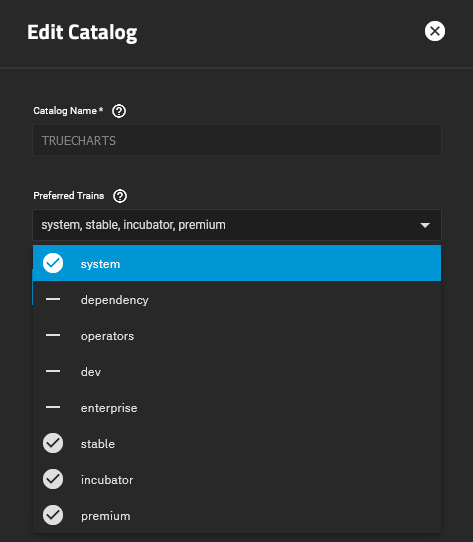 Edit Catalog
Catalog Name *
TRUECHARTS
Preferred Trains
system, stable, incubator, premium
system
dependency
operators
dev
enterprise
stable
incubator
premium